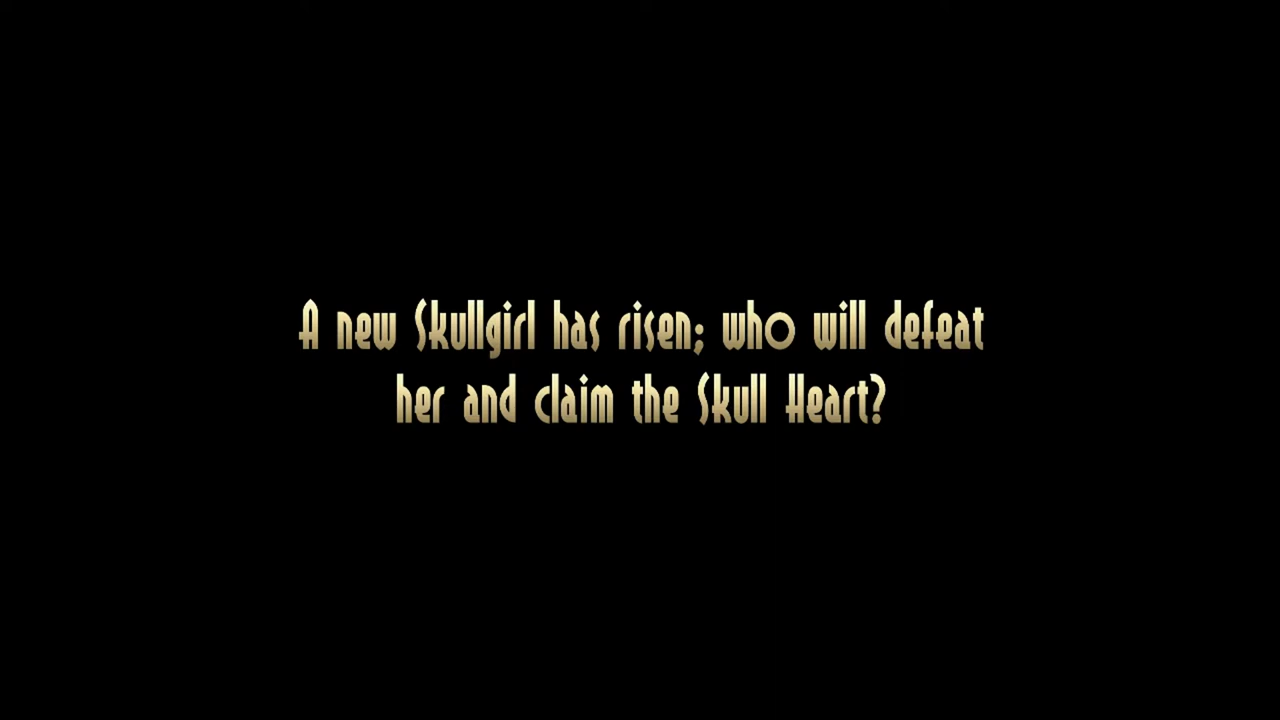 A new Skullgirl has risen; who will defeat
her and claim the Skull Heart?